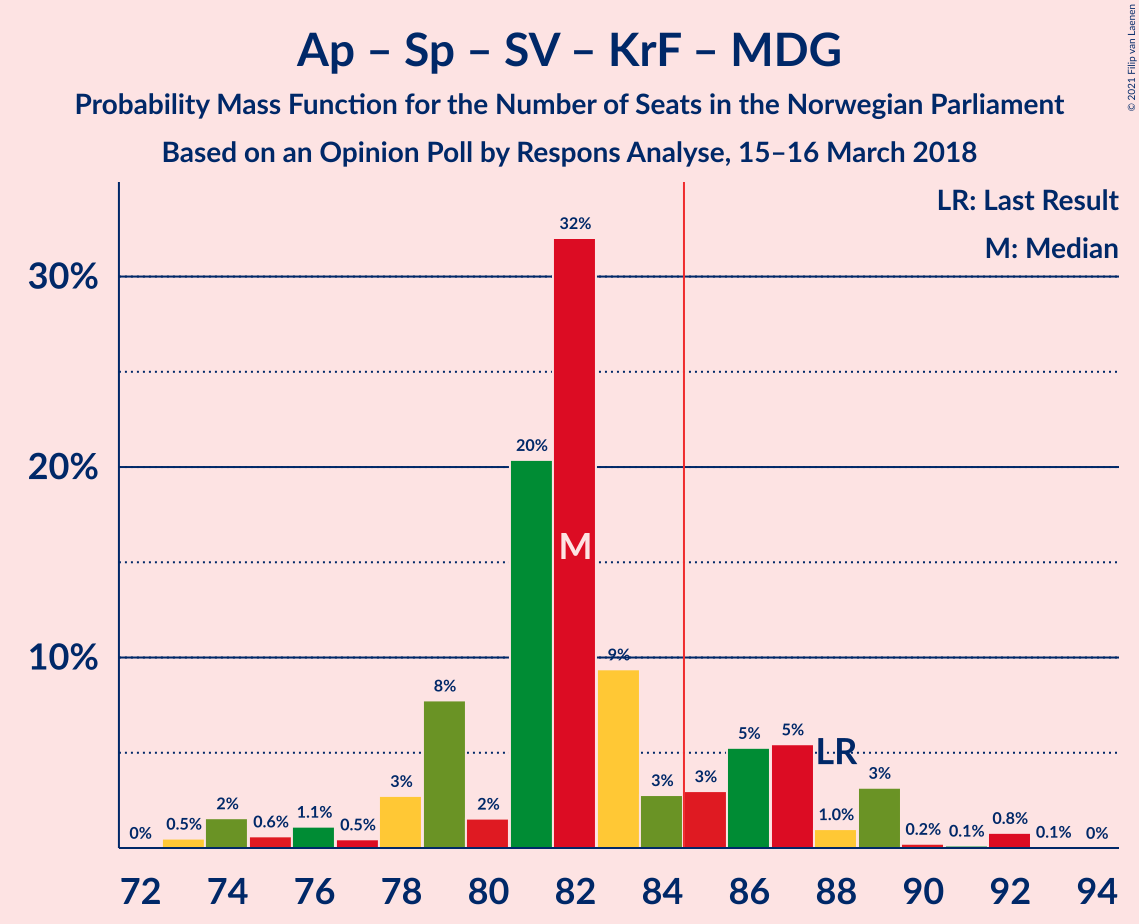 Ap – Sp – SV – KrF – MDG
Probability Mass Function for the Number of Seats in the Norwegian Parliament
Based on an Opinion Poll by Respons Analyse, 15–16 March 2018
© 2021 Filip van Laenen
LR: Last Result
M: Median
30%
20%
10%
0%
0.5%
2%
0.6%
1.1%
0.5%
3%
8%
2%
20%
32%
M
9%
3%
3%
5%
5%
LR
1.0%
3%
0.2%
0.1%
0.8%
0.1%
0%
72 74 76 78 80 82 84 86 88 90 92 94